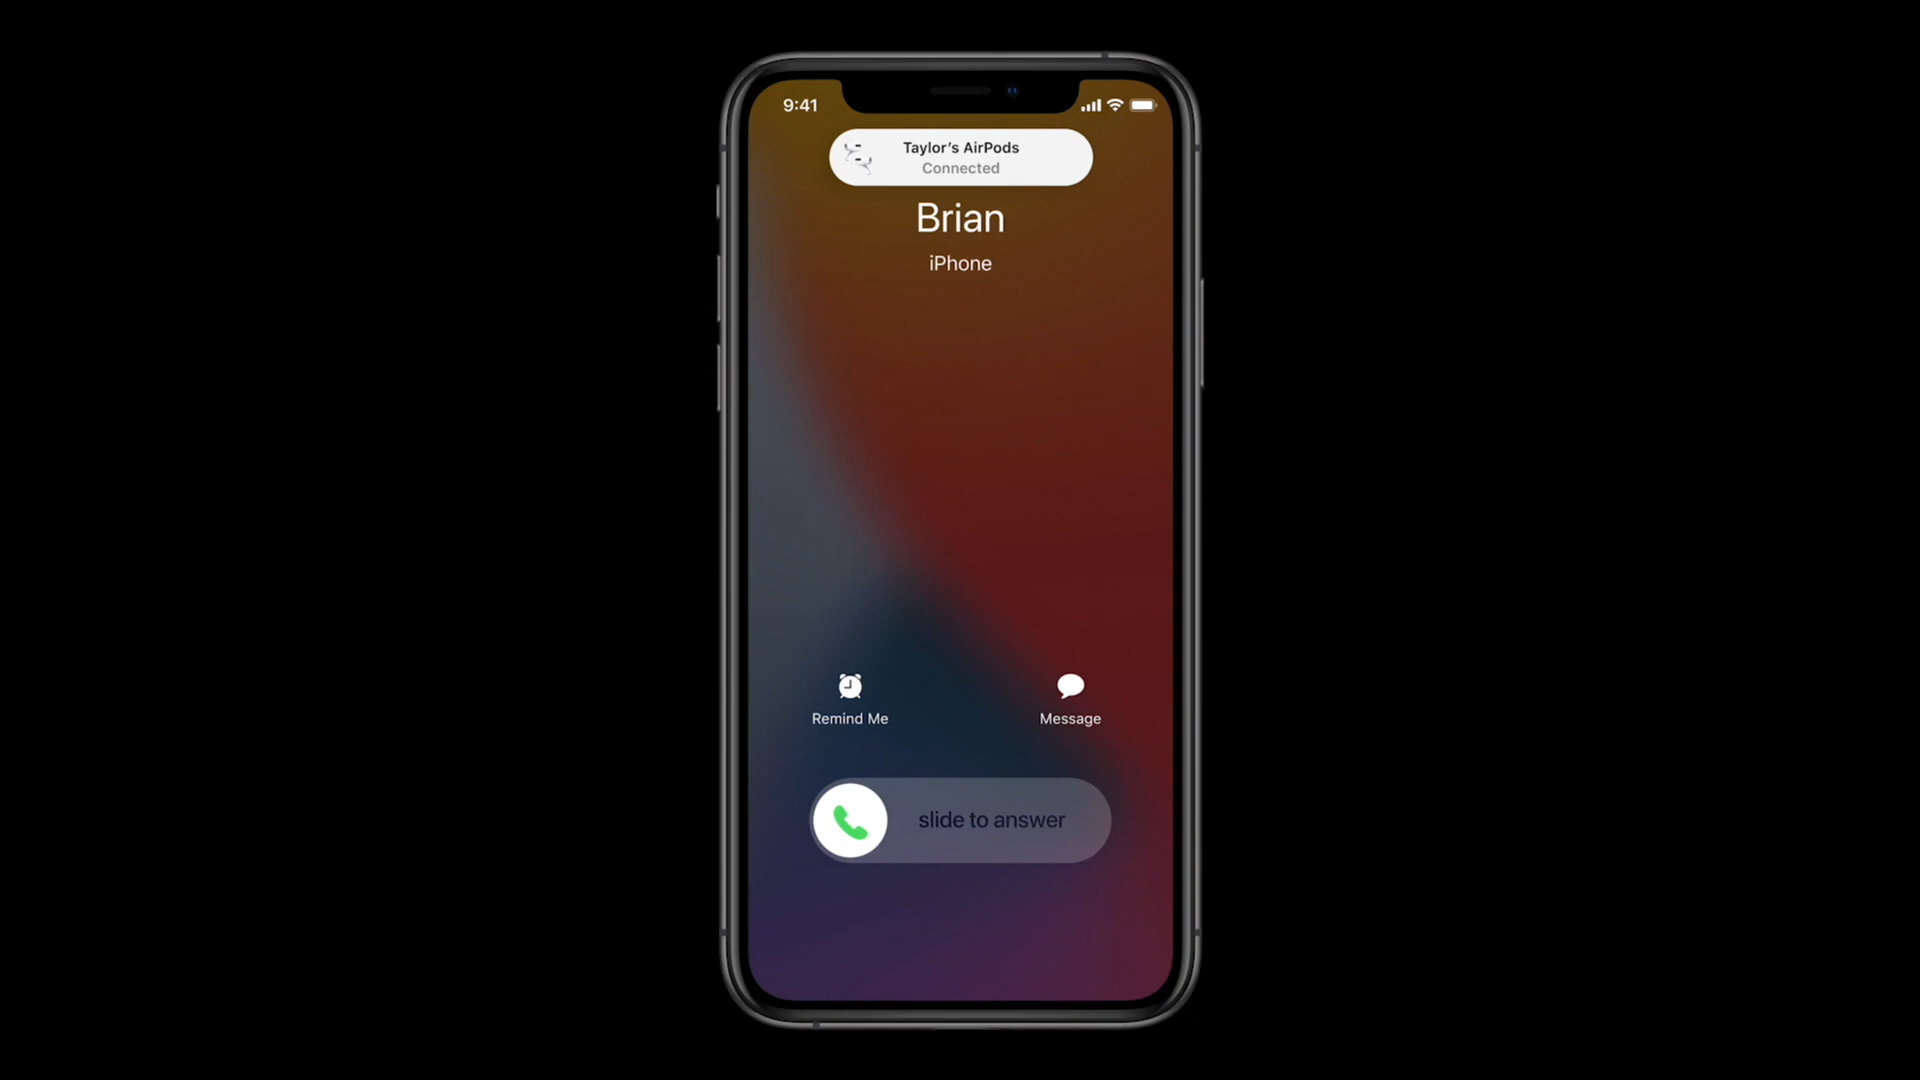 9:41
Taylor’s AirPods
Connected
Brian
iPhone
Remind Me
Message
slide to answer